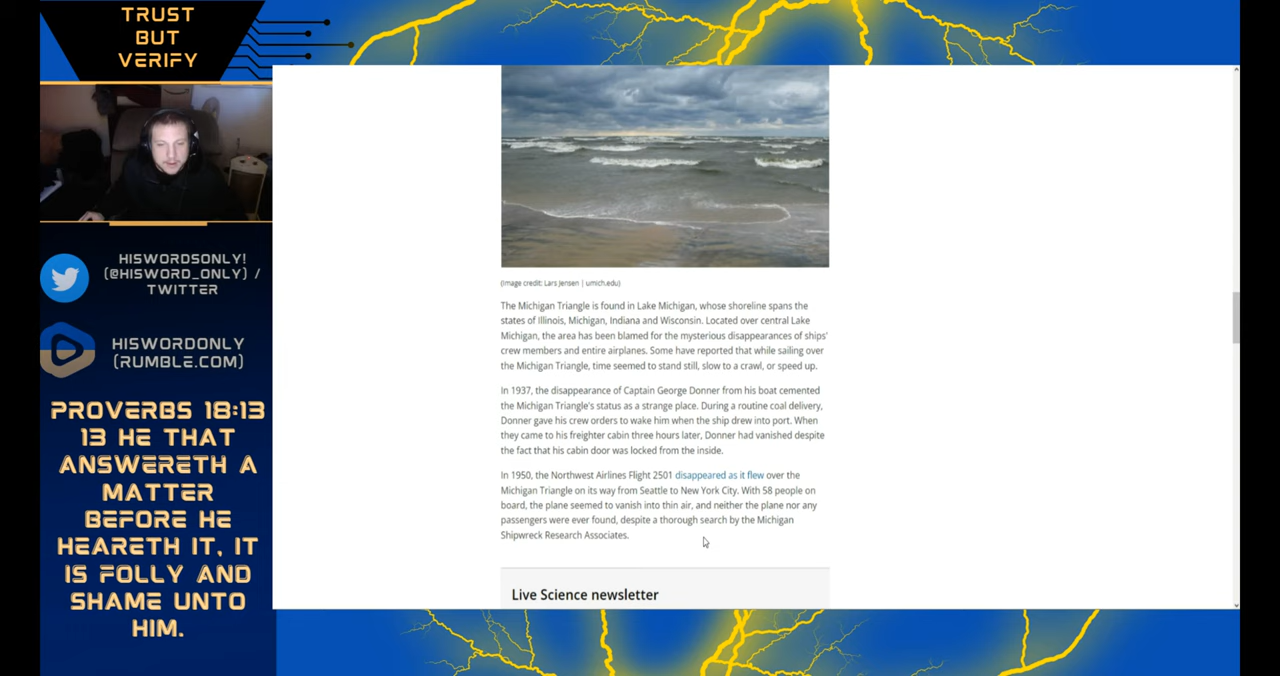 TRUST
BUT
VERIFY
HISWORDSONLY!
(@HISWORD_ONLY) /
TWITTER
HISWORDONLY
(RUMBLE.COM)
PROVERBS 18:13
13 HE THAT
ANSWERETH A
MATTER
BEFORE HE
HEARETH IT, IT
IS FOLLY AND
SHAME UNTO
HIM.
(Image credit: Lars Jensen | umich.edu)
The Michigan Triangle is found in Lake Michigan, whose shoreline spans the
states of Illinois, Michigan, Indiana and Wisconsin. Located over central Lake
Michigan, the area has been blamed for the mysterious disappearances of ships'
crew members and entire airplanes. Some have reported that while sailing over
the Michigan Triangle, time seemed to stand still, slow to a crawl, or speed up.
In 1937, the disappearance of Captain George Donner from his boat cemented
the Michigan Triangle's status as a strange place. During a routine coal delivery,
Donner gave his crew orders to wake him when the ship drew into port. When
they came to his freighter cabin three hours later, Donner had vanished despite
the fact that his cabin door was locked from the inside.
In 1950, the Northwest Airlines Flight 2501 disappeared as it flew over the
Michigan Triangle on its way from Seattle to New York City. With 58 people on
board, the plane seemed to vanish into thin air, and neither the plane nor any
passengers were ever found, despite a thorough search by the Michigan
Shipwreck Research Associates.
Live Science newsletter